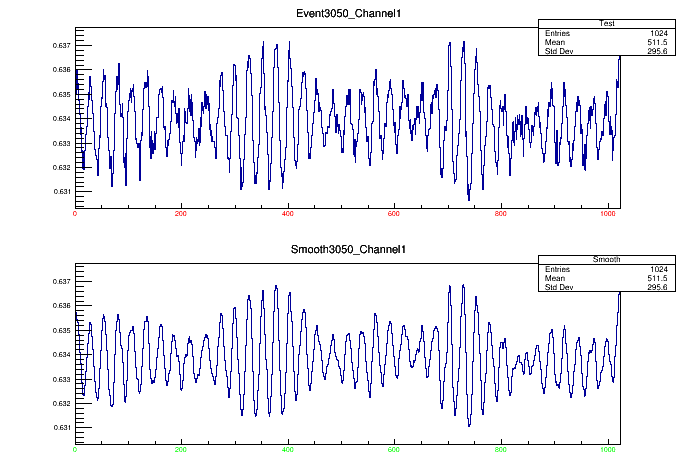 Event3050_Channel1
Test
Entries 1024
Mean 511.5
Std Dev 295.6
0.637
0.636
0.635
0.634
0.633
0.632
0.631
0 200 400 600 800 1000
Smooth3050_Channel1
Smooth
Entries 1024
Mean 511.5
Std Dev 295.6
0.637
0.636
0.635
0.634
0.633
0.632
0.631
0 200 400 600 800 1000